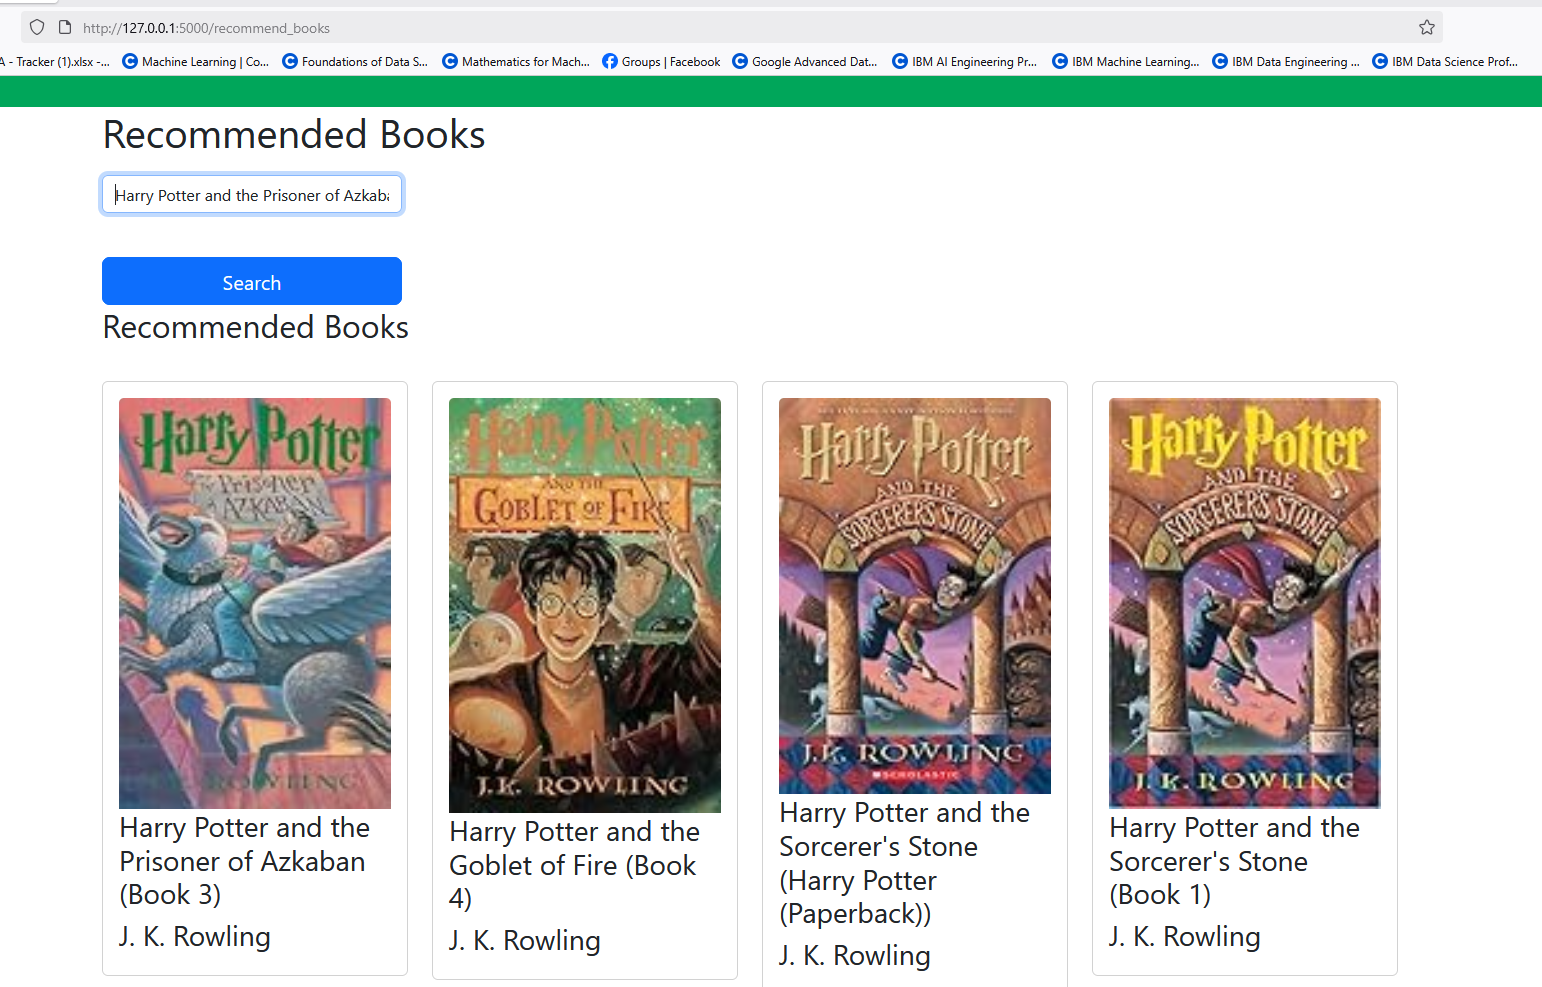 http://127.0.0.1:5000/recommend_books
A - Tracker (1).xlsx -... Machine Learning | Co... Foundations of Data S... Mathematics for Mach... Groups | Facebook Google Advanced Dat... IBM AI Engineering Pr... IBM Machine Learning... IBM Data Engineering ... IBM Data Science Prof...
Recommended Books
Harry Potter and the Prisoner of Azkaba
Search
Recommended Books
Harry Potter
Prisoner
AZKABAN
ROWLING
Harry Potter and the
Prisoner of Azkaban
(Book 3)
J. K. Rowling
Harry Potter
AND THE
GOBLET OF FIRE
J.K. ROWLING
Harry Potter and the
Goblet of Fire (Book
4)
J. K. Rowling
Harry Potter
AND THE
SORCERER'S STONE
J.K. ROWLING
SCHOLASTIC
Harry Potter and the
Sorcerer's Stone
(Harry Potter
(Paperback))
J. K. Rowling
Harry Potter
AND THE
SORCERER'S STONE
J.K. ROWLING
Harry Potter and the
Sorcerer's Stone
(Book 1)
J. K. Rowling